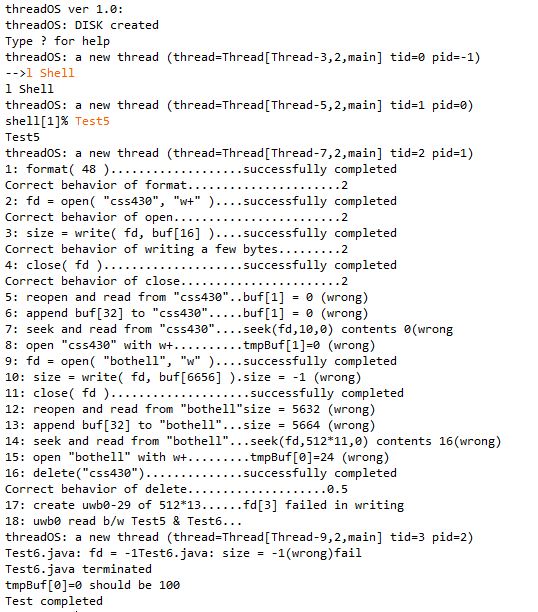 threadOS ver 1.0:
threadOS: DISK created
Type ? for help
threadOS: a new thread (thread=Thread[Thread-3,2,main] tid=0 pid=-1)
-->l Shell
l Shell
threadOS: a new thread (thread=Thread[Thread-5,2,main] tid=1 pid=0)
shell[1]% Test5
Test5
threadOS: a new thread (thread=Thread[Thread-7,2,main] tid=2 pid=1)
1: format( 48 )...................successfully completed
Correct behavior of format......................2
2: fd = open( "css430", "w+" )....successfully completed
Correct behavior of open........................2
3: size = write( fd, buf[16] )....successfully completed
Correct behavior of writing a few bytes.........2
4: close( fd )....................successfully completed
Correct behavior of close.......................2
5: reopen and read from "css430"..buf[1] = 0 (wrong)
6: append buf[32] to "css430".....buf[1] = 0 (wrong)
7: seek and read from "css430"....seek(fd,10,0) contents 0(wrong
8: open "css430" with w+..........tmpBuf[1]=0 (wrong)
9: fd = open( "bothell", "w" )....successfully completed
10: size = write( fd, buf[6656] ).size = -1 (wrong)
11: close( fd )....................successfully completed
12: reopen and read from "bothell"size = 5632 (wrong)
13: append buf[32] to "bothell"...size = 5664 (wrong)
14: seek and read from "bothell"...seek(fd,512*11,0) contents 16(wrong)
15: open "bothell" with w+.........tmpBuf[0]=24 (wrong)
16: delete("css430")..............successfully completed
Correct behavior of delete....................0.5
17: create uwb0-29 of 512*13......fd[3] failed in writing
18: uwb0 read b/w Test5 & Test6...
threadOS: a new thread (thread=Thread[Thread-9,2,main] tid=3 pid=2)
Test6.java: fd = -1Test6.java: size = -1(wrong)fail
Test6.java terminated
tmpBuf[0]=0 should be 100
Test completed